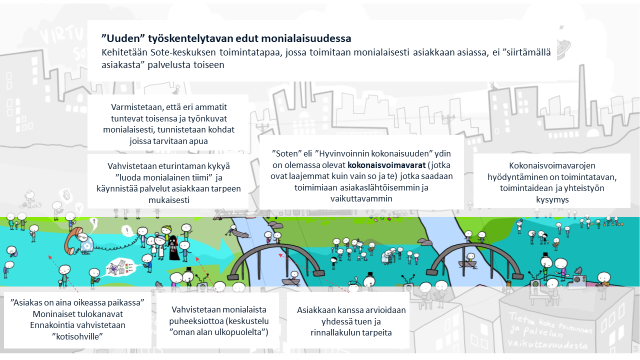 ”Uuden” työskentelytavan edut monialaisuudessa
Kehitetään Sote-keskuksen toimintatapaa, jossa toimitaan monialaisesti asiakkaan asiassa, ei ”siirtämällä
asiakasta” palvelusta toiseen
Varmistetaan, että eri ammatit
tuntevat toisensa ja työnkuvat
monialaisesti, tunnistetaan kohdat
joissa tarvitaan apua
Vahvistetaan eturintaman kykyä
”luoda monialainen tiimi” ja
käynnistää palvelut asiakkaan tarpeen
mukaisesti
”Soten” eli ”Hyvinvoinnin kokonaisuuden” ydin
on olemassa olevat kokonaisvoimavarat (jotka
ovat laajemmat kuin vain so ja te) jotka saadaan
toimimiaan asiakaslähtöisemmin ja
vaikuttavammin
Kokonaisvoimavarojen
hyödyntäminen on toimintatavan,
toimintaidean ja yhteistyön
kysymys
”Asiakas on aina oikeassa paikassa”
Moninaiset tulokanavat
Ennakointia vahvistetaan
”kotisohville”
Vahvistetaan monialaista
puheeksiottoa (keskustelu
”oman alan ulkopuolelta”)
Asiakkaan kanssa arvioidaan
yhdessä tuen ja
rinnallakulun tarpeita